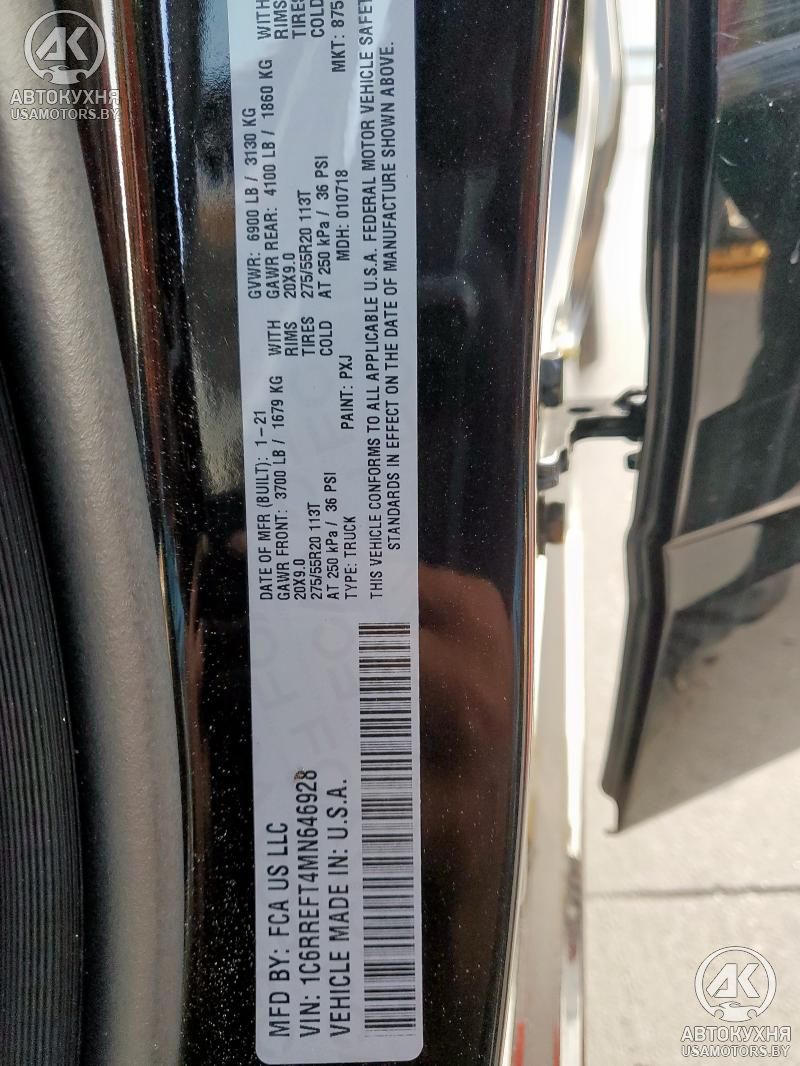 АВТОКУХНЯ
USAMOTORS.BY
MFD BY: FCA US LLC
VIN: 1C6RREFT4MN646928
VEHICLE MADE IN: U.S.A.
DATE OF MFR (BUILT): 1-21
GAWR FRONT: 3700 LB / 1679 KG WITH
20X9.0 RIMS
275/55R20 113T TIRES
AT 250 kPa / 36 PSI COLD
TYPE: TRUCK PAINT: PXJ
GVWR: 6900 LB / 3130 KG
GAWR REAR: 4100 LB / 1860 KG WITH
20X9.0 RIMS
275/55R20 113T TIRES
AT 250 kPa / 36 PSI COLD
MDH: 010718 MKT: 875
THIS VEHICLE CONFORMS TO ALL APPLICABLE U.S.A. FEDERAL MOTOR VEHICLE SAFET
STANDARDS IN EFFECT ON THE DATE OF MANUFACTURE SHOWN ABOVE.
АВТОКУХНЯ
USAMOTORS.BY